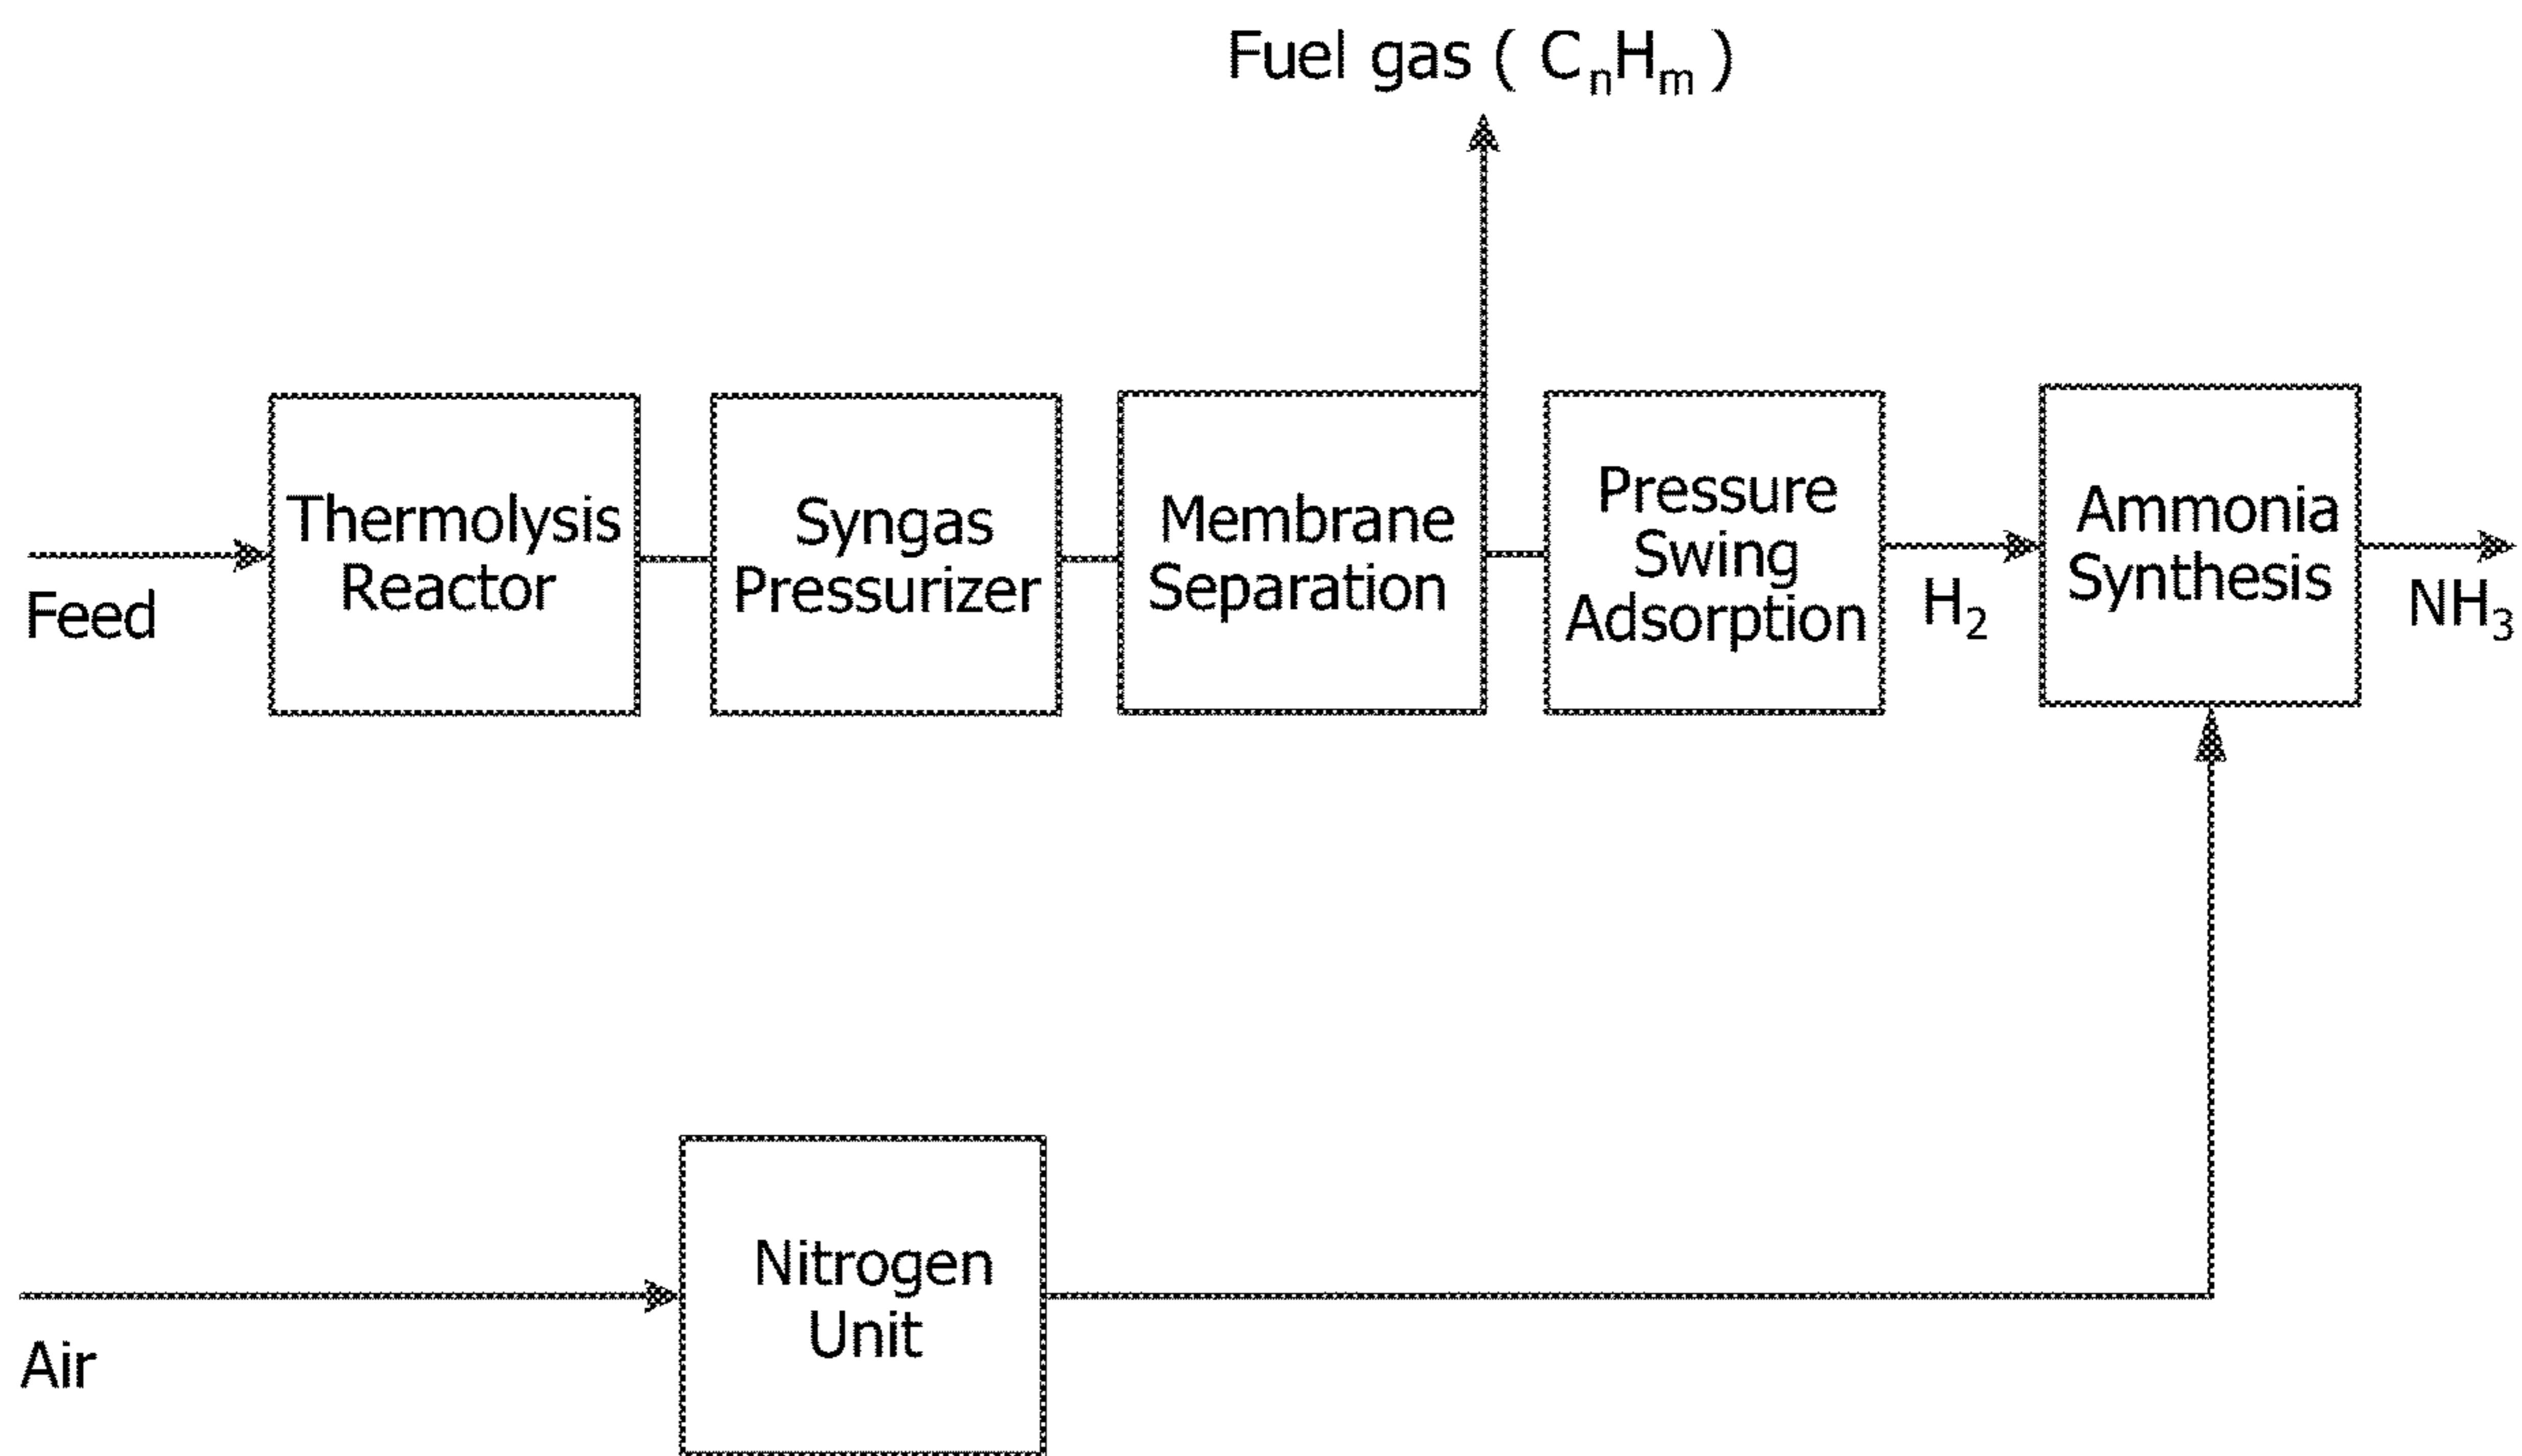 Fuel gas ( CₙHₘ )
Thermolysis
Reactor
Syngas
Pressurizer
Membrane
Separation
Pressure
Swing
Adsorption
Ammonia
Synthesis
Feed
H₂
NH₃
Nitrogen
Unit
Air